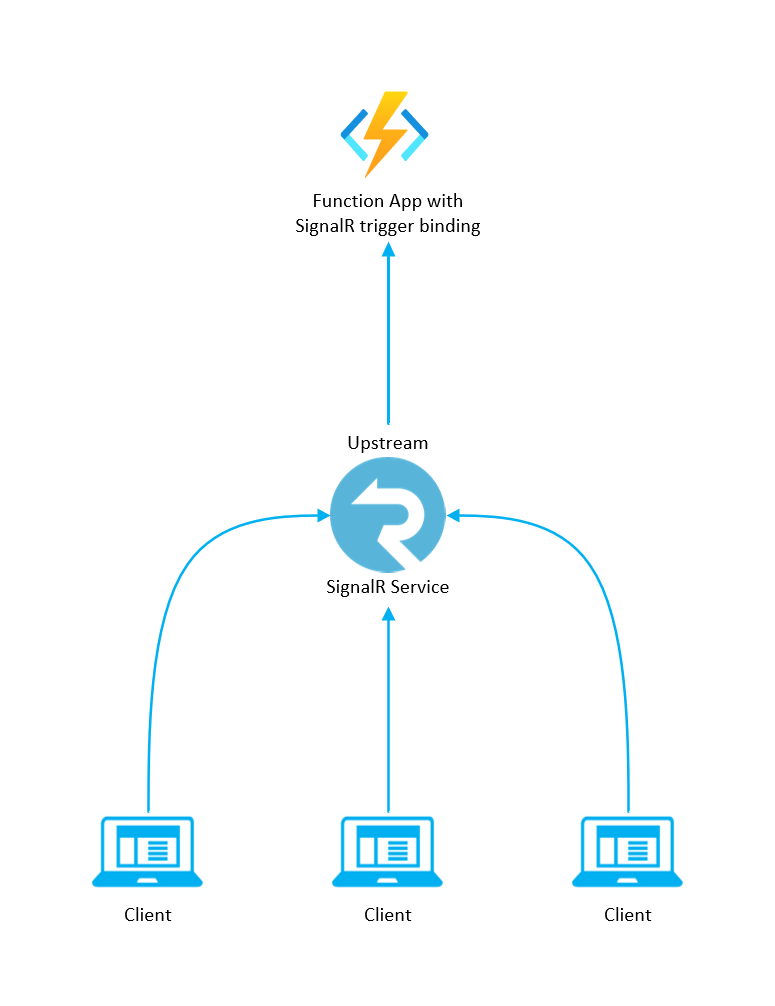 Function App with
SignalR trigger binding
Upstream
SignalR Service
Client
Client
Client